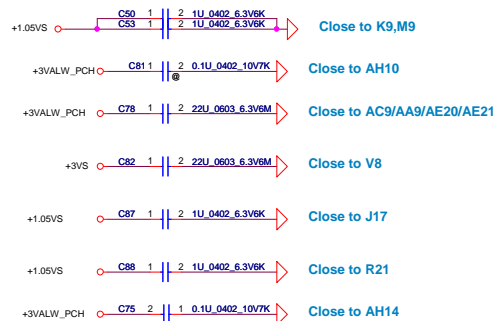 C50 1 2 1U_0402_6.3V6K
+1.05VS C53 1 2 1U_0402_6.3V6K Close to K9,M9
+3VALW_PCH C81 1 2 0.1U_0402_10V7K Close to AH10
@
+3VALW_PCH C78 1 2 22U_0603_6.3V6M Close to AC9/AA9/AE20/AE21
+3VS C82 1 2 22U_0603_6.3V6M Close to V8
+1.05VS C87 1 2 1U_0402_6.3V6K Close to J17
+1.05VS C88 1 2 1U_0402_6.3V6K Close to R21
+3VALW_PCH C75 2 1 0.1U_0402_10V7K Close to AH14